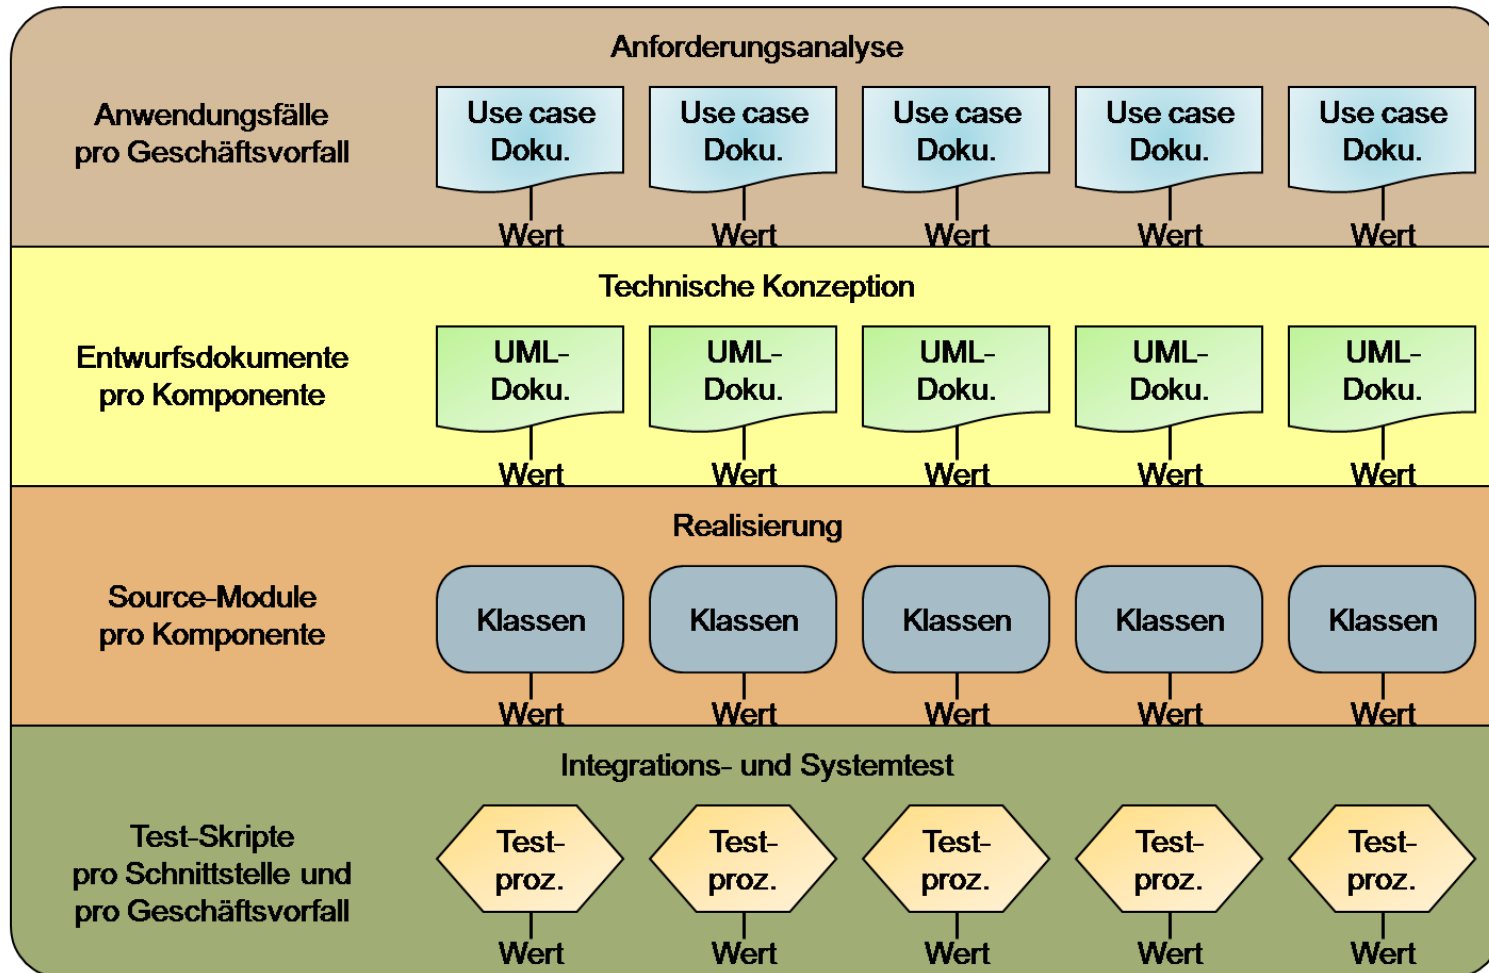 Anforderungsanalyse
Anwendungsfälle
pro Geschäftsvorfall
Use case
Doku.
Use case
Doku.
Use case
Doku.
Use case
Doku.
Use case
Doku.
Wert
Wert
Wert
Wert
Wert
Technische Konzeption
Entwurfsdokumente
pro Komponente
UML-
Doku.
UML-
Doku.
UML-
Doku.
UML-
Doku.
UML-
Doku.
Wert
Wert
Wert
Wert
Wert
Realisierung
Source-Module
pro Komponente
Klassen
Klassen
Klassen
Klassen
Klassen
Wert
Wert
Wert
Wert
Wert
Integrations- und Systemtest
Test-Skripte
pro Schnittstelle und
pro Geschäftsvorfall
Test-
proz.
Test-
proz.
Test-
proz.
Test-
proz.
Test-
proz.
Wert
Wert
Wert
Wert
Wert